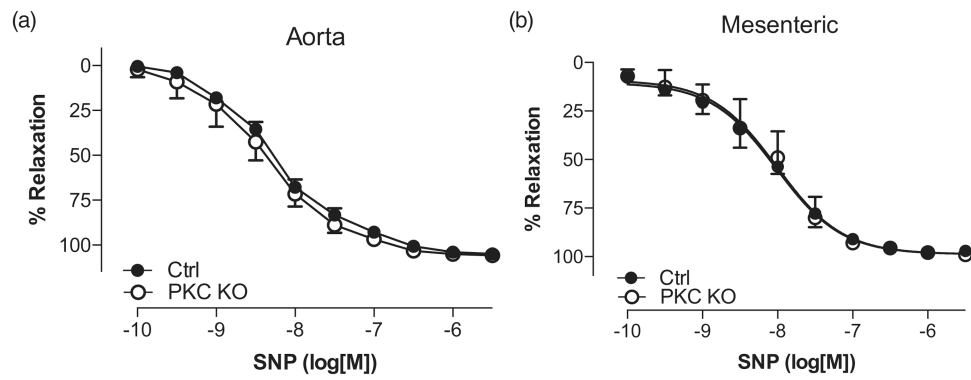 (a)
Aorta
0
25
50
75
100
% Relaxation
Ctrl
PKC KO
-10 -9 -8 -7 -6
SNP (log[M])
(b)
Mesenteric
0
25
50
75
100
% Relaxation
Ctrl
PKC KO
-10 -9 -8 -7 -6
SNP (log[M])